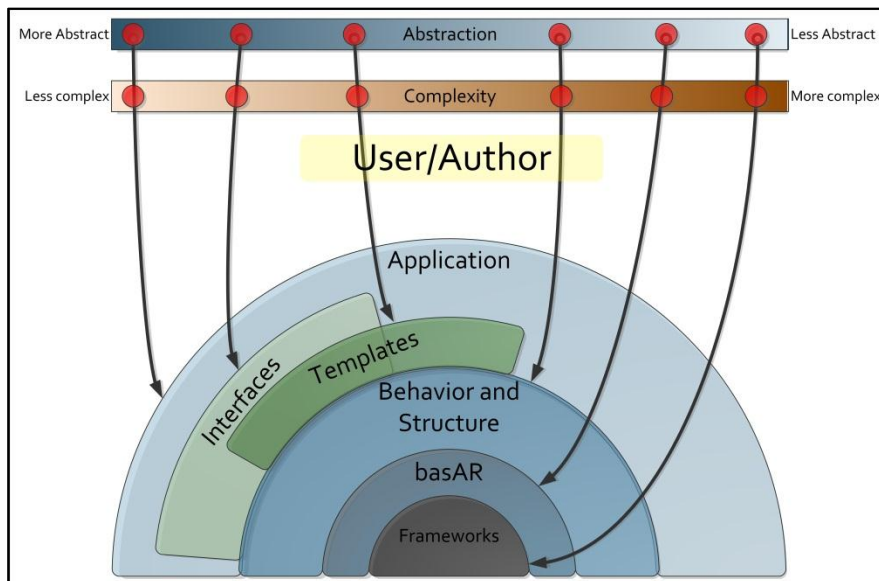 More Abstract
Abstraction
Less Abstract
Less complex
Complexity
More complex
User/Author
Application
Interfaces
Templates
Behavior and
Structure
basAR
Frameworks